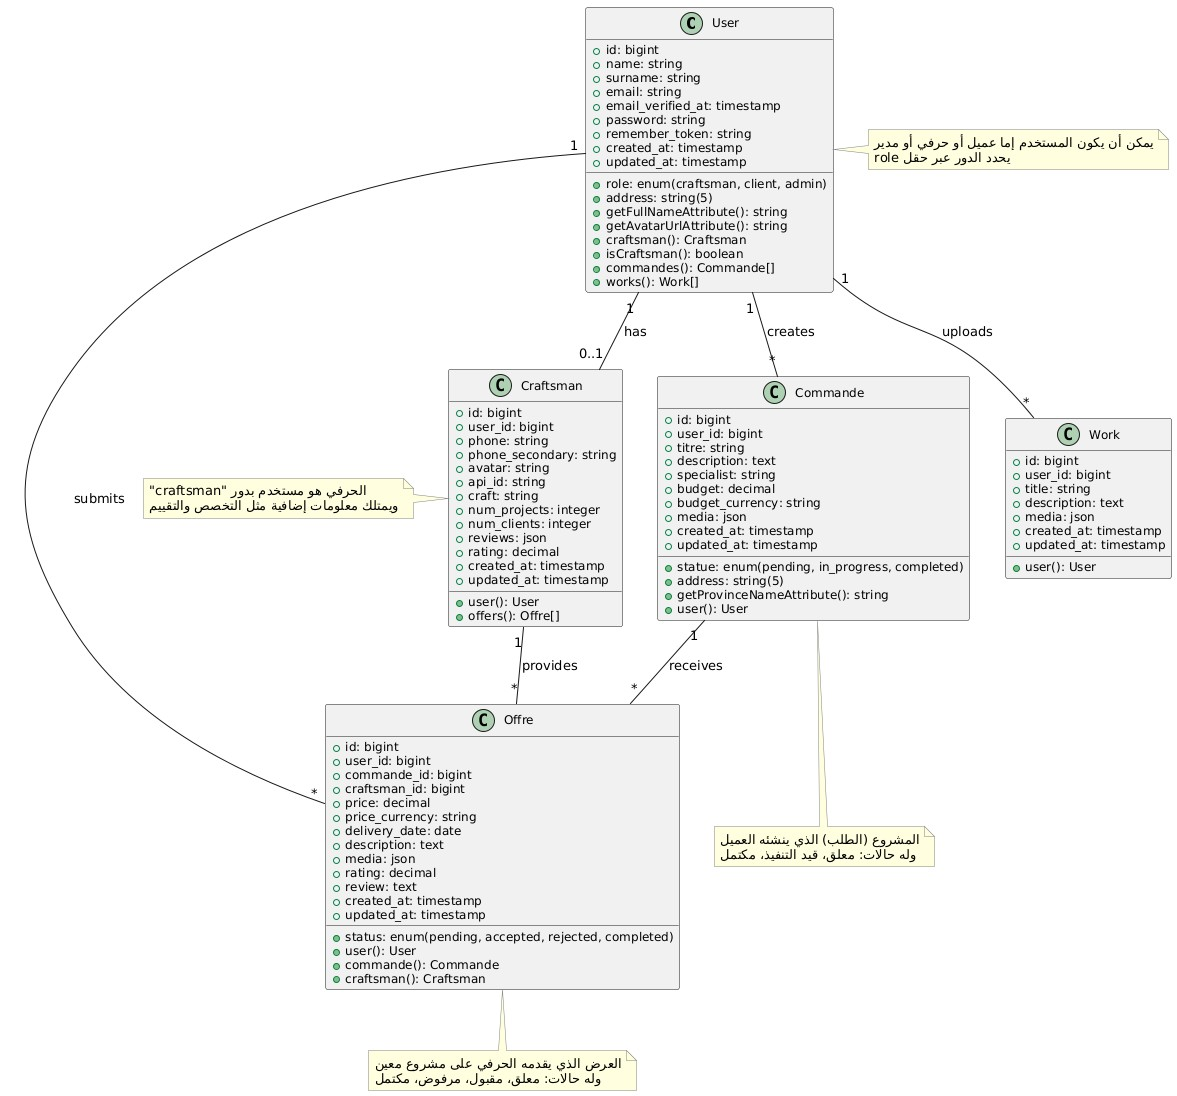 User
id: bigint
name: string
surname: string
email: string
email_verified_at: timestamp
password: string
remember_token: string
created_at: timestamp
updated_at: timestamp
role: enum(craftsman, client, admin)
address: string(5)
getFullNameAttribute(): string
getAvatarUrlAttribute(): string
craftsman(): Craftsman
isCraftsman(): boolean
commandes(): Commande[]
works(): Work[]
يمكن أن يكون المستخدم إما عميل أو حرفي أو مدير
يحدد الدور عبر حقل role
1
1
1
1
has
creates
uploads
submits
0..1
*
*
*
Craftsman
id: bigint
user_id: bigint
phone: string
phone_secondary: string
avatar: string
api_id: string
craft: string
num_projects: integer
num_clients: integer
reviews: json
rating: decimal
created_at: timestamp
updated_at: timestamp
user(): User
offers(): Offre[]
الحرفي هو مستخدم بدور "craftsman"
ويمتلك معلومات إضافية مثل التخصص والتقييم
Commande
id: bigint
user_id: bigint
titre: string
description: text
specialist: string
budget: decimal
budget_currency: string
media: json
created_at: timestamp
updated_at: timestamp
statue: enum(pending, in_progress, completed)
address: string(5)
getProvinceNameAttribute(): string
user(): User
Work
id: bigint
user_id: bigint
title: string
description: text
media: json
created_at: timestamp
updated_at: timestamp
user(): User
1
provides
*
1
receives
*
Offre
id: bigint
user_id: bigint
commande_id: bigint
craftsman_id: bigint
price: decimal
price_currency: string
delivery_date: date
description: text
media: json
rating: decimal
review: text
created_at: timestamp
updated_at: timestamp
status: enum(pending, accepted, rejected, completed)
user(): User
commande(): Commande
craftsman(): Craftsman
المشروع (الطلب) الذي ينشئه العميل
وله حالات: معلق، قيد التنفيذ، مكتمل
العرض الذي يقدمه الحرفي على مشروع معين
وله حالات: معلق، مقبول، مرفوض، مكتمل